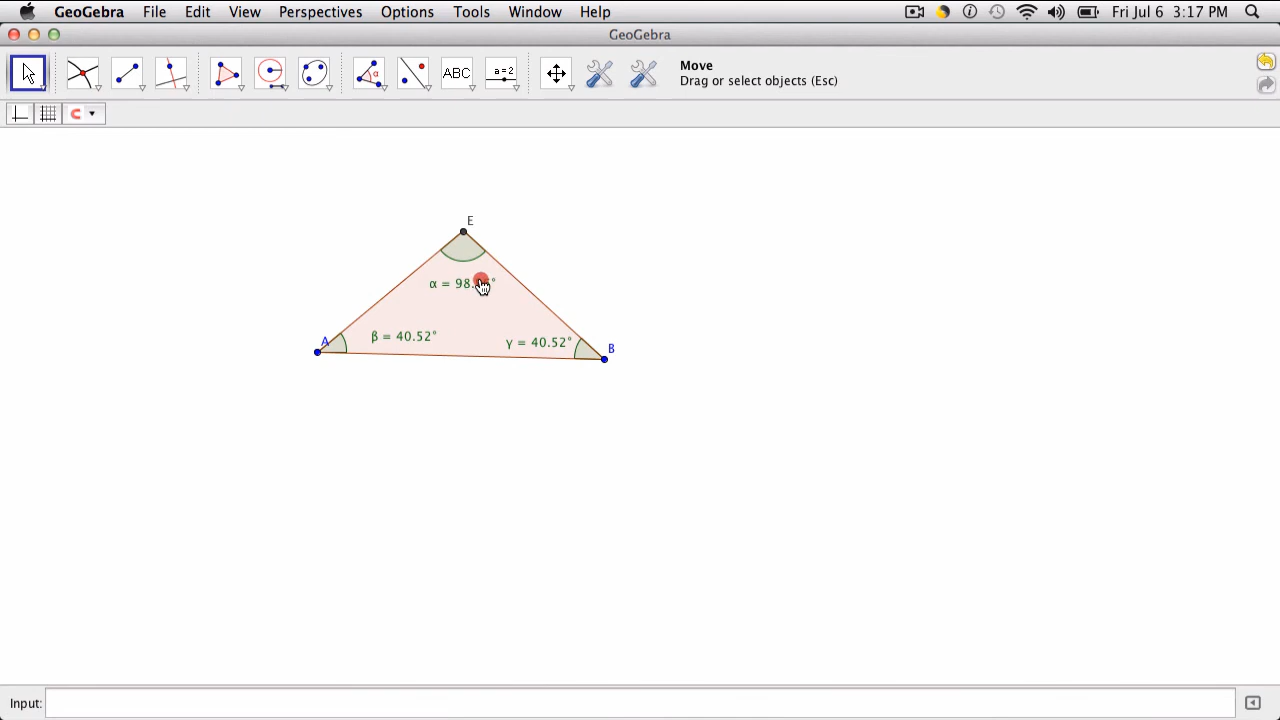 GeoGebra File Edit View Perspectives Options Tools Window Help Fri Jul 6 3:17 PM
GeoGebra
ABC a=2 Move
Drag or select objects (Esc)
E
α = 98.
A β = 40.52°
γ = 40.52° B
Input: